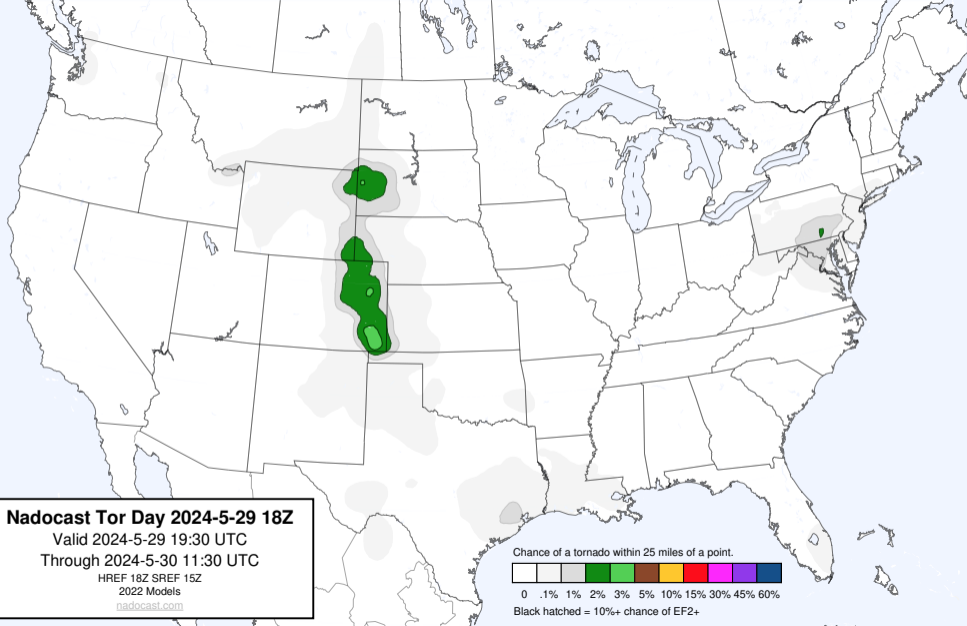 Nadocast Tor Day 2024-5-29 18Z
Valid 2024-5-29 19:30 UTC
Through 2024-5-30 11:30 UTC
HREF 18Z SREF 15Z
2022 Models
nadocast.com
Chance of a tornado within 25 miles of a point.
0 .1% 1% 2% 3% 5% 10% 15% 30% 45% 60%
Black hatched = 10%+ chance of EF2+